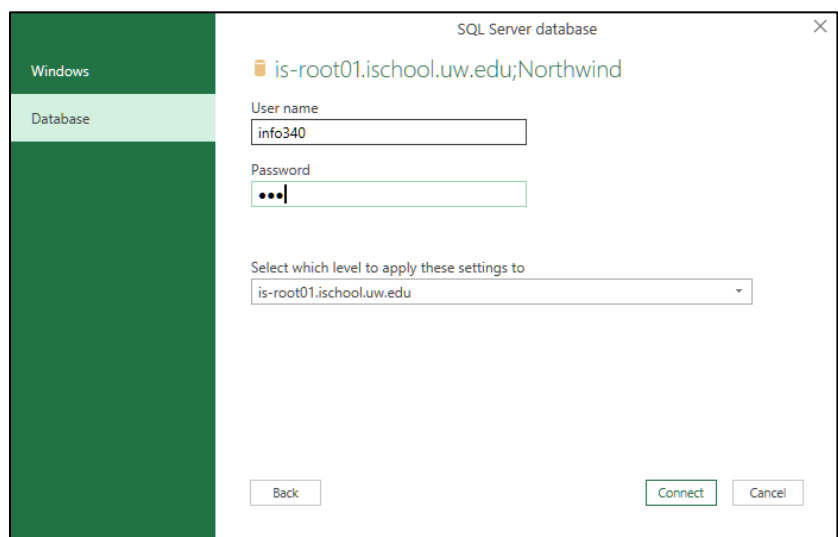 SQL Server database
Windows
Database
is-root01.ischool.uw.edu;Northwind
User name
info340
Password
●●●
Select which level to apply these settings to
is-root01.ischool.uw.edu
Back
Connect
Cancel